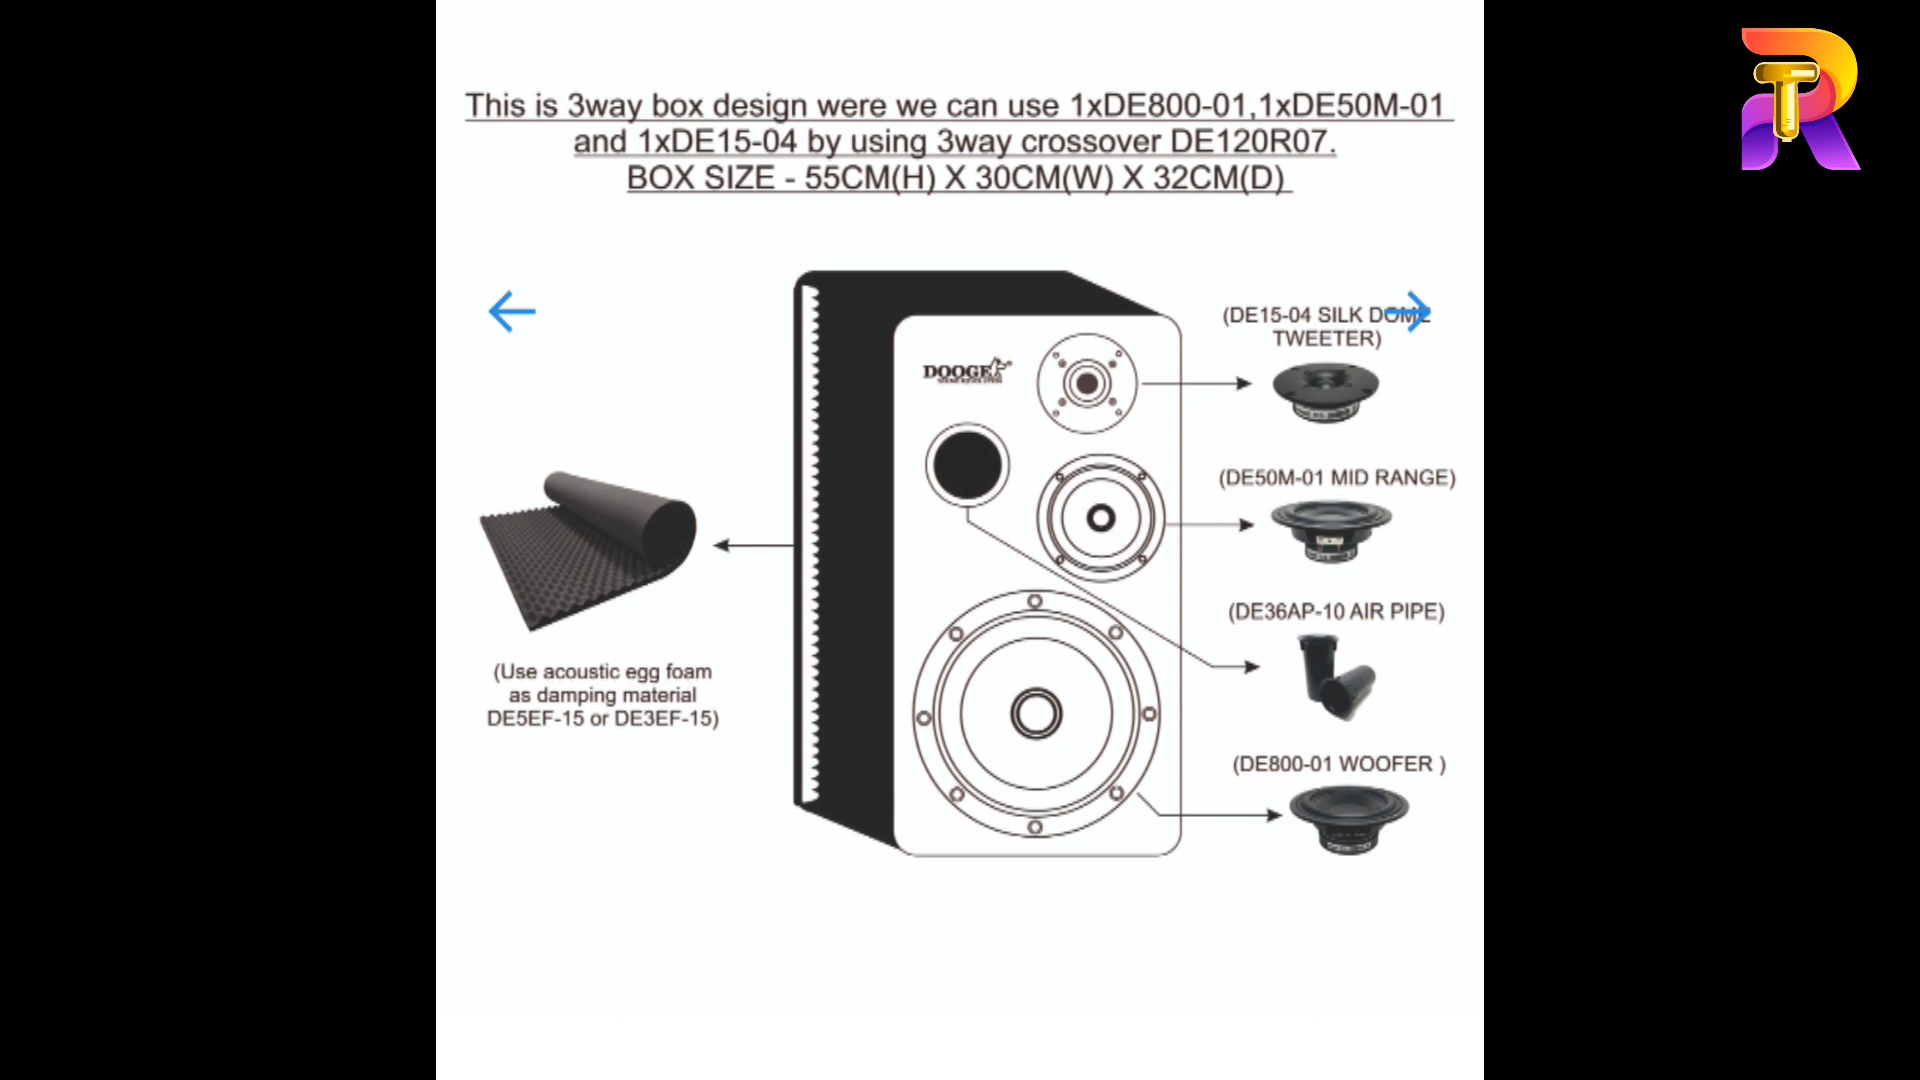 This is 3way box design were we can use 1xDE800-01,1xDE50M-01
and 1xDE15-04 by using 3way crossover DE120R07.
BOX SIZE - 55CM(H) X 30CM(W) X 32CM(D)
(DE15-04 SILK DOME
TWEETER)
DOOGE
(DE50M-01 MID RANGE)
(DE36AP-10 AIR PIPE)
(Use acoustic egg foam
as damping material
DE5EF-15 or DE3EF-15)
(DE800-01 WOOFER )